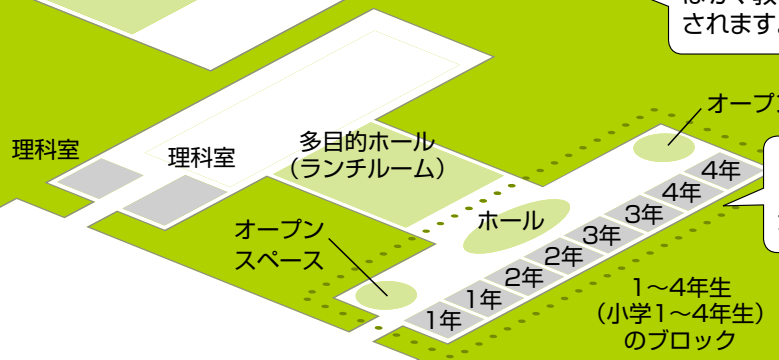 されます。
オープ
理科室
理科室
多目的ホール
（ランチルーム）
ホール
オープン
スペース
1年
1年
2年
2年
3年
3年
4年
4年
1～4年生
（小学1～4年生）
のブロック